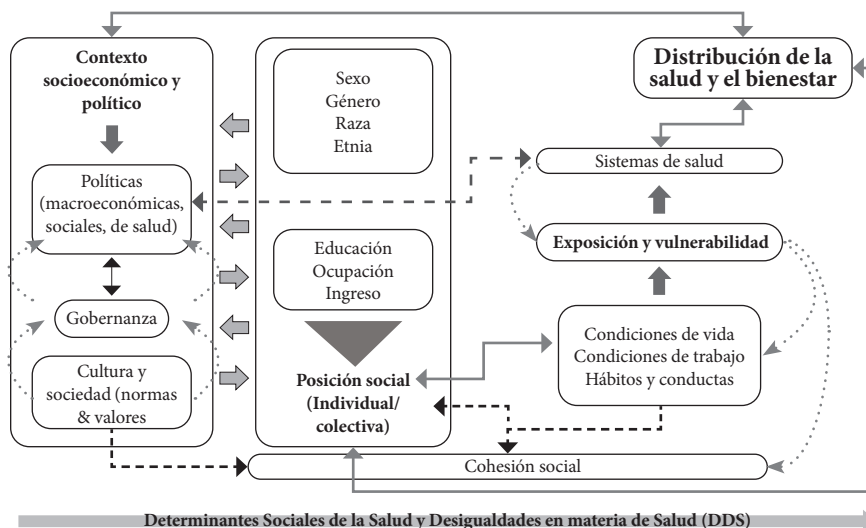 Contexto
socioeconómico y
político
Políticas
(macroeconómicas,
sociales, de salud)
Gobernanza
Cultura y
sociedad (normas
& valores
Sexo
Género
Raza
Etnia
Educación
Ocupación
Ingreso
Posición social
(Individual/
colectiva)
Distribución de la
salud y el bienestar
Sistemas de salud
Exposición y vulnerabilidad
Condiciones de vida
Condiciones de trabajo
Hábitos y conductas
Cohesión social
Determinantes Sociales de la Salud y Desigualdades en materia de Salud (DDS)